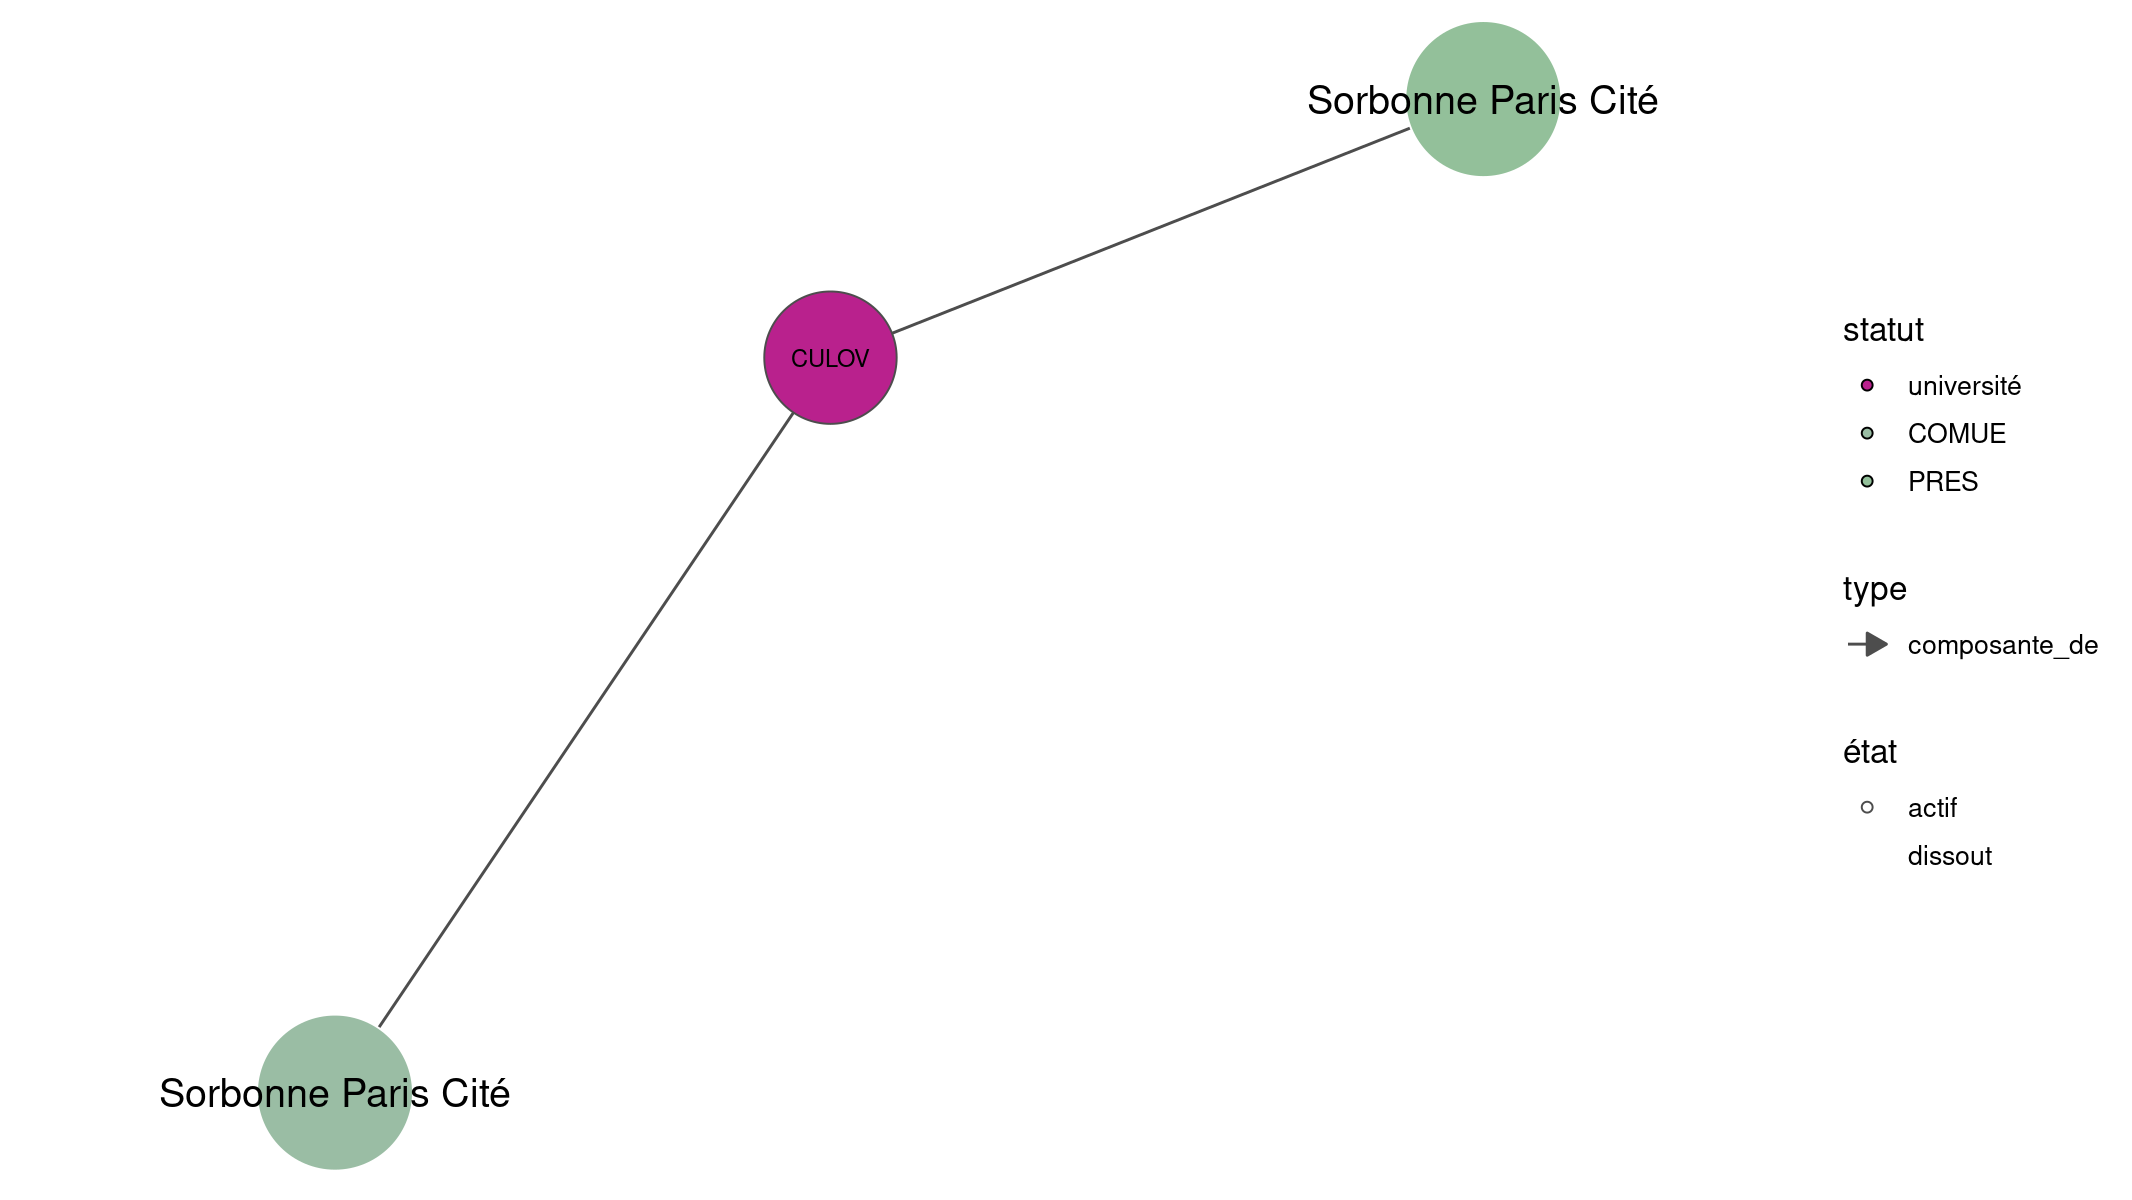 Sorbonne Paris Cité
CULOV
Sorbonne Paris Cité
statut
université
COMUE
PRES
type
composante_de
état
actif
dissout